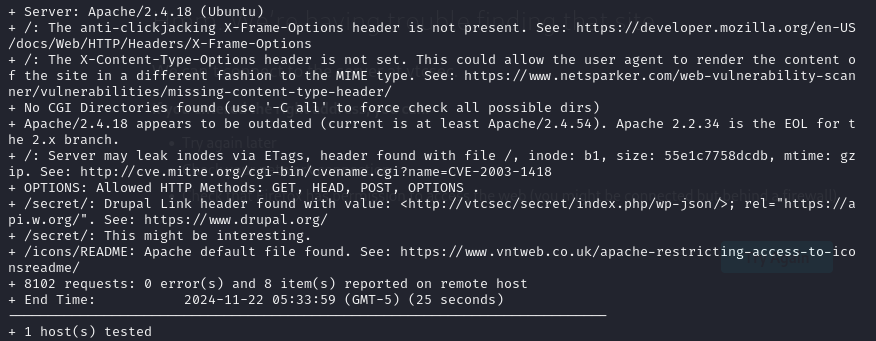 + Server: Apache/2.4.18 (Ubuntu)
+ /: The anti-clickjacking X-Frame-Options header is not present. See: https://developer.mozilla.org/en-US
/docs/Web/HTTP/Headers/X-Frame-Options
+ /: The X-Content-Type-Options header is not set. This could allow the user agent to render the content o
f the site in a different fashion to the MIME type. See: https://www.netsparker.com/web-vulnerability-scan
ner/vulnerabilities/missing-content-type-header/
+ No CGI Directories found (use '-C all' to force check all possible dirs)
+ Apache/2.4.18 appears to be outdated (current is at least Apache/2.4.54). Apache 2.2.34 is the EOL for t
he 2.x branch.
Try again later
+ /: Server may leak inodes via ETags, header found with file /, inode: b1, size: 55e1c7758dcdb, mtime: gz
ip. See: http://cve.mitre.org/cgi-bin/cvename.cgi?name=CVE-2003-1418
+ OPTIONS: Allowed HTTP Methods: GET, HEAD, POST, OPTIONS .
+ /secret/: Drupal Link header found with value: <http://vtcsec/secret/index.php/wp-json/>; rel="https://a
pi.w.org/". See: https://www.drupal.org/
+ /secret/: This might be interesting.
+ /icons/README: Apache default file found. See: https://www.vntweb.co.uk/apache-restricting-access-to-ico
nsreadme/
+ 8102 requests: 0 error(s) and 8 item(s) reported on remote host
+ End Time: 2024-11-22 05:33:59 (GMT-5) (25 seconds)
+ 1 host(s) tested